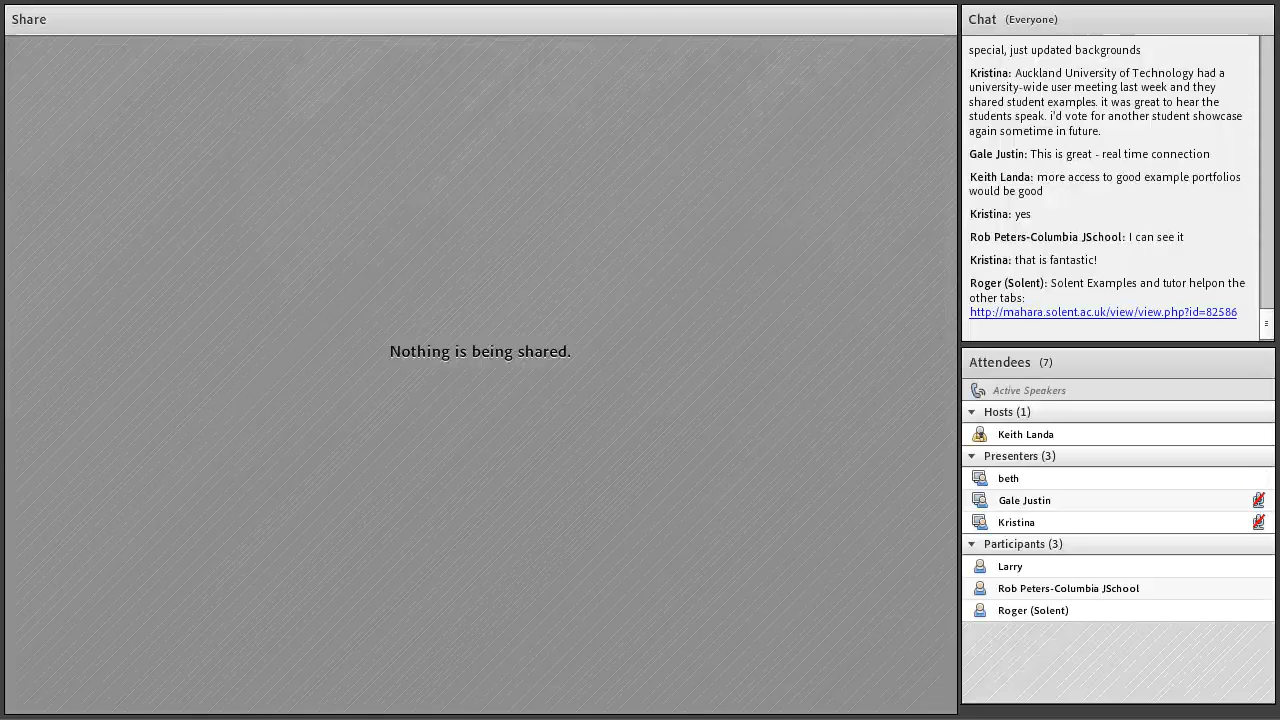 Share
Nothing is being shared.
Chat (Everyone)
special, just updated backgrounds
Kristina: Auckland University of Technology had a
university-wide user meeting last week and they
shared student examples. it was great to hear the
students speak. i'd vote for another student showcase
again sometime in future.
Gale Justin: This is great - real time connection
Keith Landa: more access to good example portfolios
would be good
Kristina: yes
Rob Peters-Columbia JSchool: I can see it
Kristina: that is fantastic!
Roger (Solent): Solent Examples and tutor helpon the
other tabs:
http://mahara.solent.ac.uk/view/view.php?id=82586
Attendees (7)
Active Speakers
Hosts (1)
Keith Landa
Presenters (3)
beth
Gale Justin
Kristina
Participants (3)
Larry
Rob Peters-Columbia JSchool
Roger (Solent)